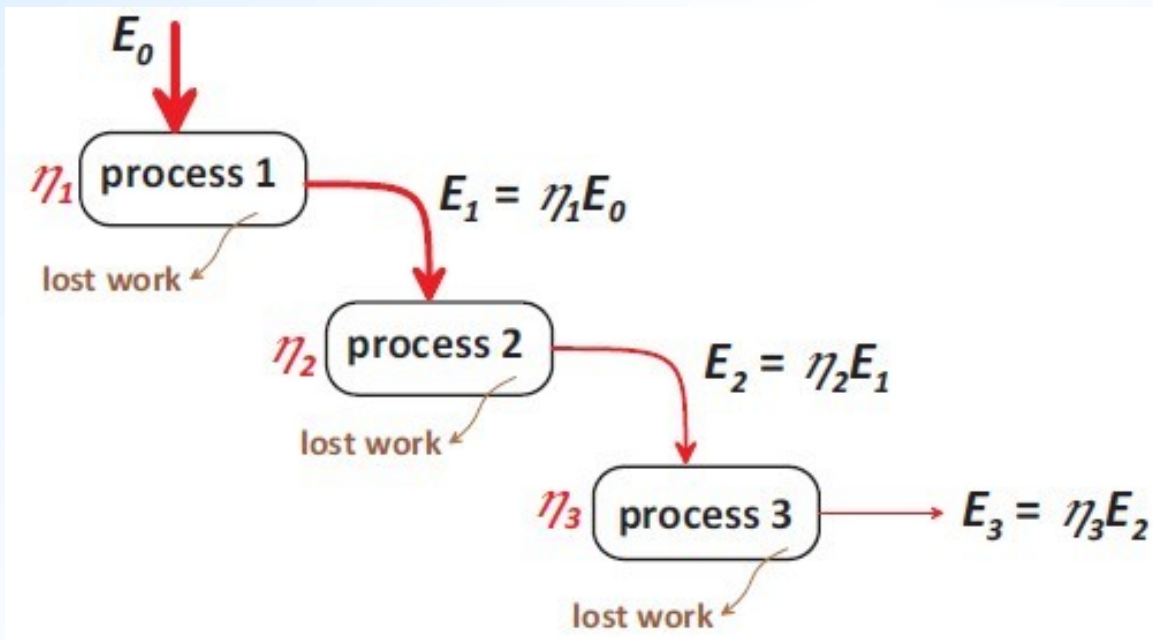 E₀
η₁ process 1
E₁ = η₁E₀
lost work
η₂ process 2
E₂ = η₂E₁
lost work
η₃ process 3
E₃ = η₃E₂
lost work